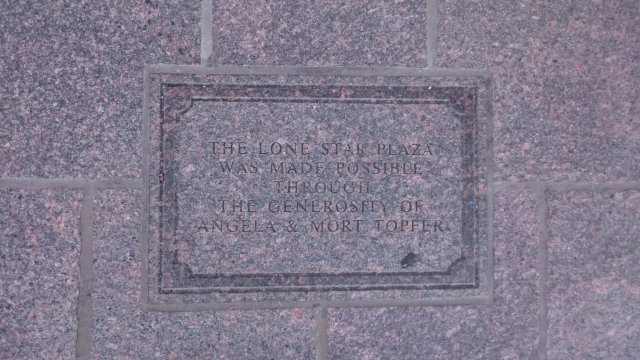 THE LONE STAR PLAZA
WAS MADE POSSIBLE
THROUGH
THE GENEROSITY OF
ANGELA & MORT TOPFER